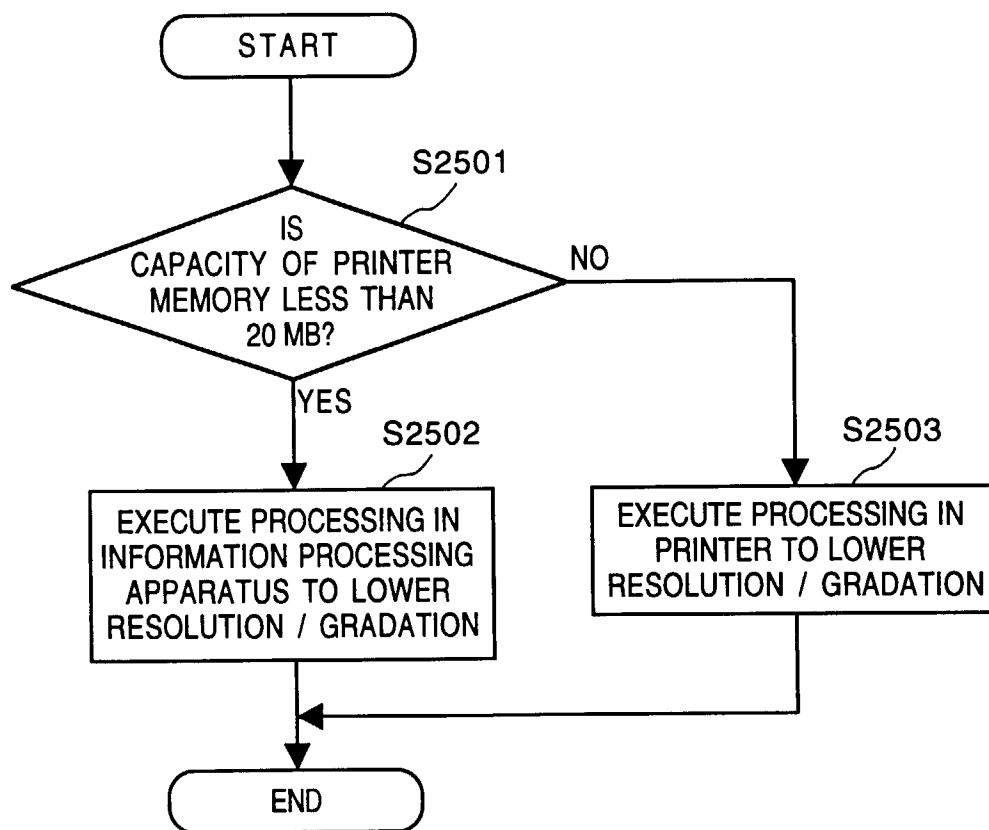 START
S2501
IS
CAPACITY OF PRINTER
MEMORY LESS THAN
20 MB?
NO
YES
S2502
EXECUTE PROCESSING IN
INFORMATION PROCESSING
APPARATUS TO LOWER
RESOLUTION / GRADATION
S2503
EXECUTE PROCESSING IN
PRINTER TO LOWER
RESOLUTION / GRADATION
END